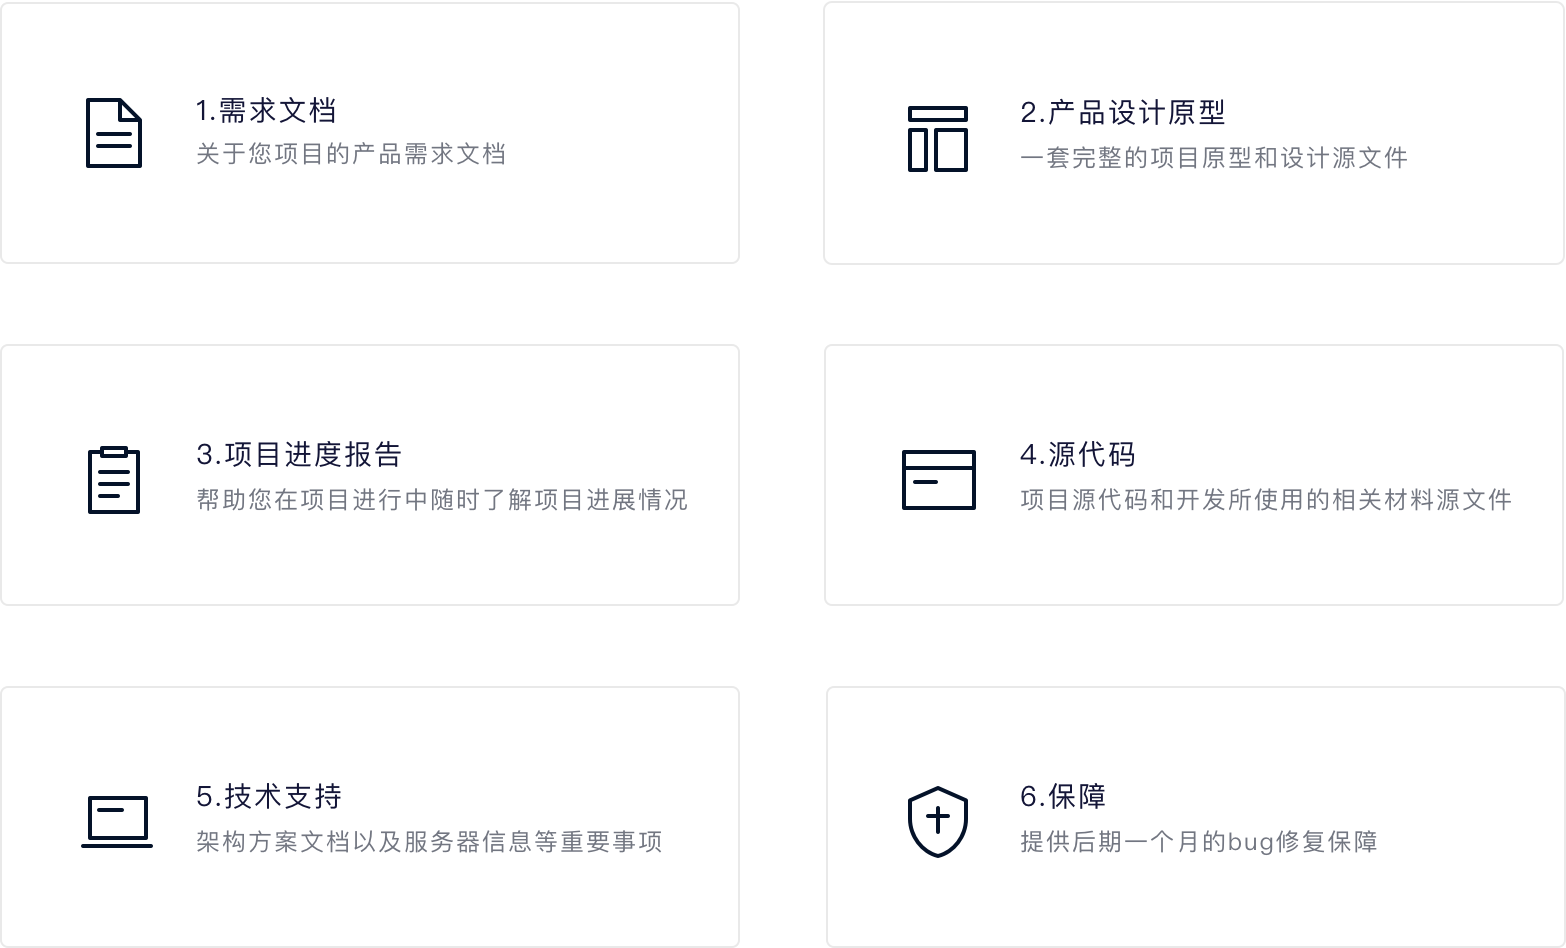 1.需求文档
关于您项目的产品需求文档
2.产品设计原型
一套完整的项目原型和设计源文件
3.项目进度报告
帮助您在项目进行中随时了解项目进展情况
4.源代码
项目源代码和开发所使用的相关材料源文件
5.技术支持
架构方案文档以及服务器信息等重要事项
6.保障
提供后期一个月的bug修复保障